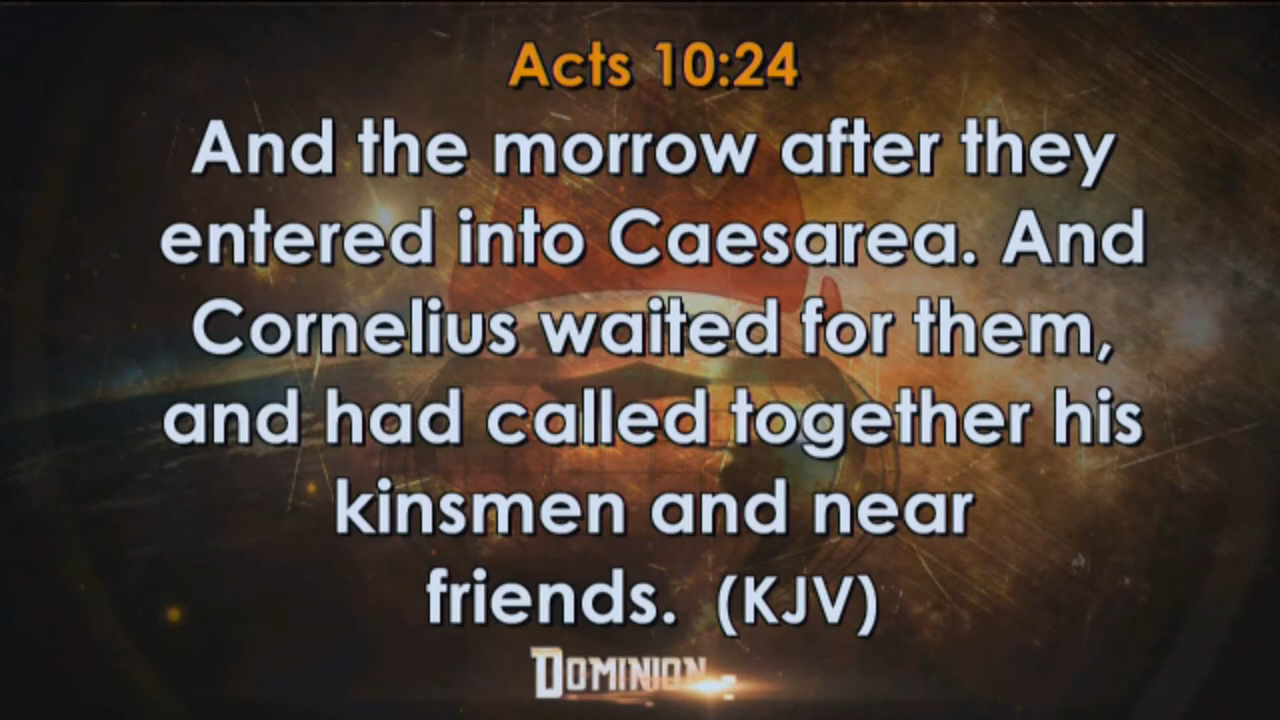 Acts 10:24
And the morrow after they
entered into Caesarea. And
Cornelius waited for them,
and had called together his
kinsmen and near
friends. (KJV)
DOMINION